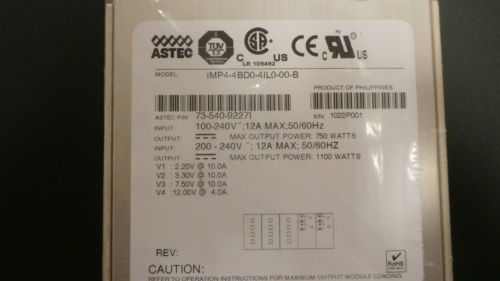 ASTEC
TUV
CSA
C US
LR 109492
CE
c RU US
MODEL: iMP4-4BD0-4IL0-00-B
PRODUCT OF PHILIPPINES
ASTEC P/N: 73-540-9227I S/N: 1022P001
INPUT: 100-240V~;12A MAX;50/60Hz
OUTPUT: MAX OUTPUT POWER: 750 WATTS
INPUT: 200 - 240V~; 12A MAX; 50/60HZ
OUTPUT: MAX OUTPUT POWER: 1100 WATTS
V1 : 2.20V @ 10.0A
V2 : 3.30V @ 10.0A
V3 : 7.50V @ 10.0A
V4 :12.00V @ 4.0A
REV:
RoHS
CAUTION:
REFER TO OPERATION INSTRUCTIONS FOR MAXIMUM OUTPUT MODULE LOADING.